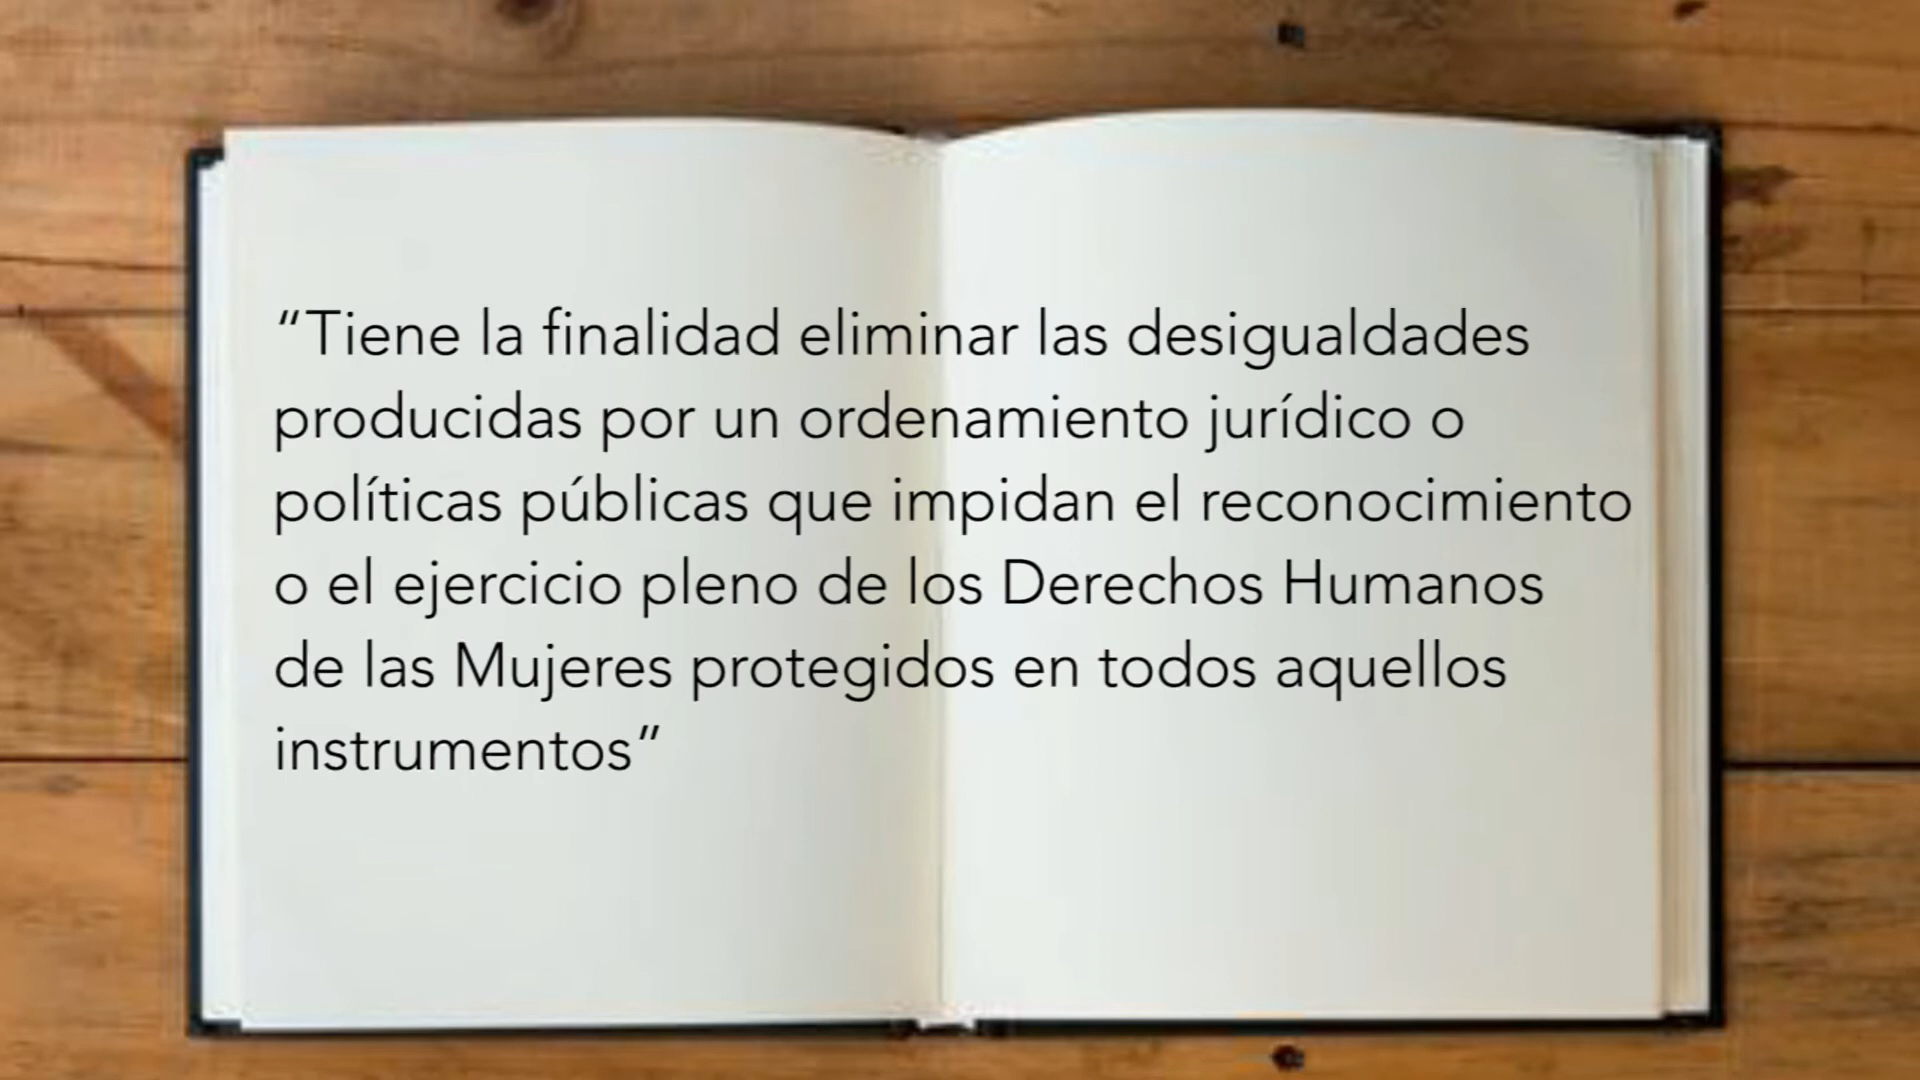 “Tiene la finalidad eliminar las desigualdades
producidas por un ordenamiento jurídico o
políticas públicas que impidan el reconocimiento
o el ejercicio pleno de los Derechos Humanos
de las Mujeres protegidos en todos aquellos
instrumentos”